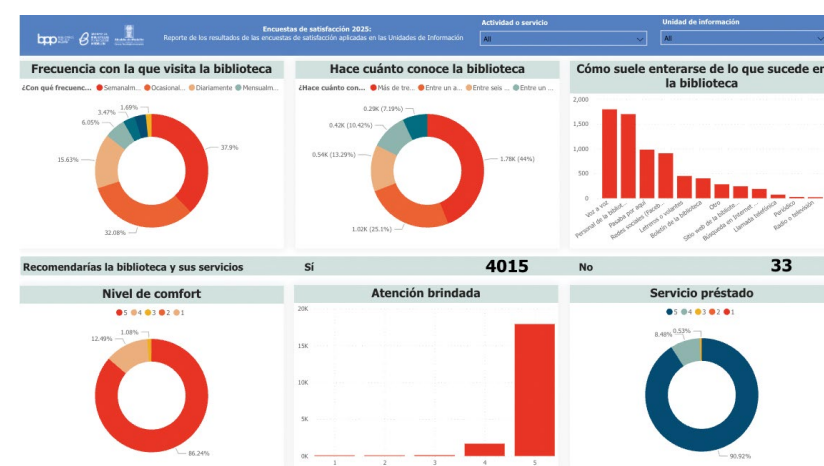 Encuestas de satisfacción 2025:
Reporte de los resultados de las encuestas de satisfacción aplicadas en las Unidades de Información
Actividad o servicio
All
Unidad de información
All
bpp
Frecuencia con la que visita la biblioteca
¿Con qué frecuenc... Semanalm... Ocasional... Diariamente Mensualm...
1.69%
3.47%
6.05%
15.63%
37.9%
32.08%
Hace cuánto conoce la biblioteca
¿Hace cuánto con... Más de tre... Entre un a... Entre seis ... Entre un ...
0.29K (7.19%)
0.42K (10.42%)
0.54K (13.29%)
1.78K (44%)
1.02K (25.1%)
Cómo suele enterarse de lo que sucede en
la biblioteca
2,000
1,500
1,000
500
0
Voz a voz
Personal de la bibliot...
Pasaba por aquí
Redes sociales (Faceb...
Letreros o volantes
Boletín de la biblioteca
Otro
Sitio web de la bibliote...
Búsqueda en Internet ...
Llamada telefónica
Periódico
Radio o televisión
Recomendarías la biblioteca y sus servicios
Sí
4015
No
33
Nivel de comfort
5 4 3 2 1
1.08%
12.49%
86.24%
Atención brindada
20K
15K
10K
5K
0K
1 2 3 4 5
Servicio préstado
5 4 3 2 1
0.53%
8.48%
90.92%